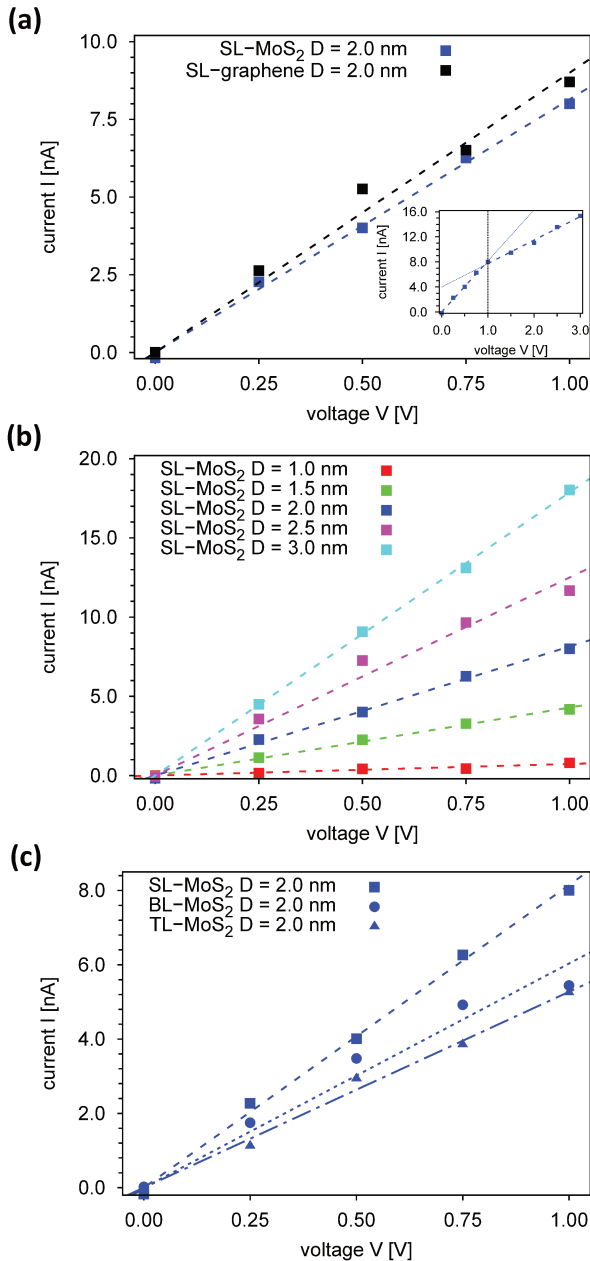 (a)
10.0
7.5
5.0
2.5
0.0
current I [nA]
SL−MoS2 D = 2.0 nm
SL−graphene D = 2.0 nm
16.0
12.0
8.0
4.0
0.0
current I [nA]
0.0 1.0 2.0 3.0
voltage V [V]
0.00 0.25 0.50 0.75 1.00
voltage V [V]
(b)
20.0
15.0
10.0
5.0
0.0
current I [nA]
SL−MoS2 D = 1.0 nm
SL−MoS2 D = 1.5 nm
SL−MoS2 D = 2.0 nm
SL−MoS2 D = 2.5 nm
SL−MoS2 D = 3.0 nm
0.00 0.25 0.50 0.75 1.00
voltage V [V]
(c)
8.0
6.0
4.0
2.0
0.0
current I [nA]
SL−MoS2 D = 2.0 nm
BL−MoS2 D = 2.0 nm
TL−MoS2 D = 2.0 nm
0.00 0.25 0.50 0.75 1.00
voltage V [V]